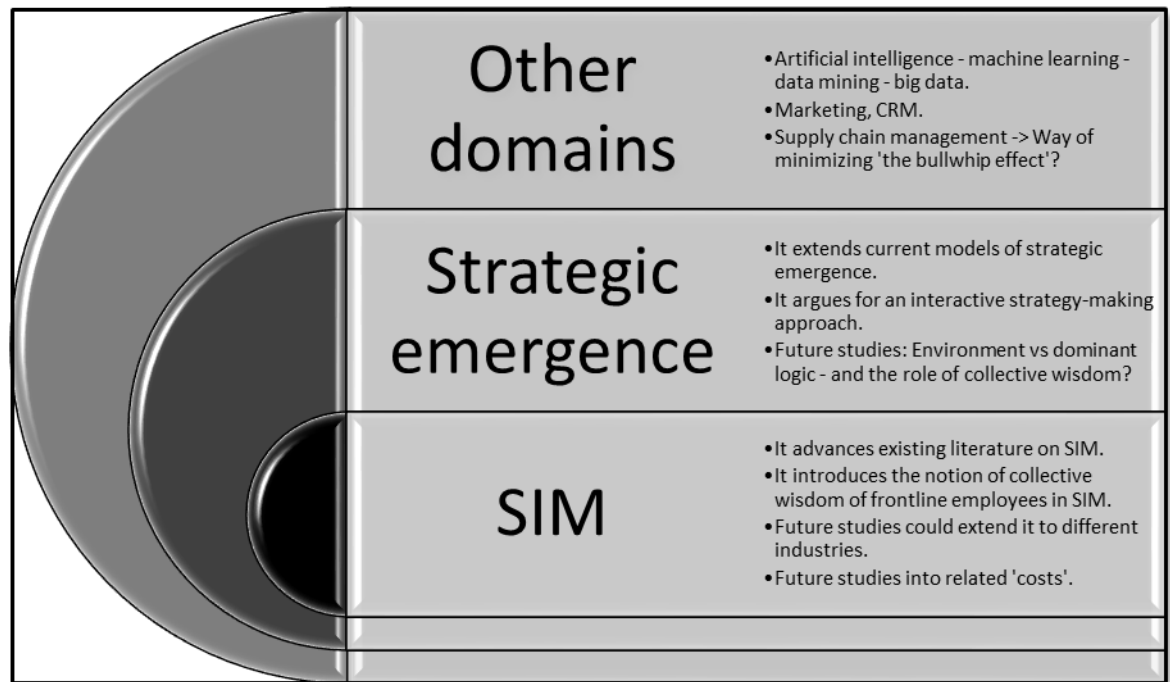 Other
domains
•Artificial intelligence - machine learning -
data mining - big data.
•Marketing, CRM.
•Supply chain management -> Way of
minimizing 'the bullwhip effect'?
Strategic
emergence
•It extends current models of strategic
emergence.
•It argues for an interactive strategy-making
approach.
•Future studies: Environment vs dominant
logic - and the role of collective wisdom?
SIM
•It advances existing literature on SIM.
•It introduces the notion of collective
wisdom of frontline employees in SIM.
•Future studies could extend it to different
industries.
•Future studies into related 'costs'.